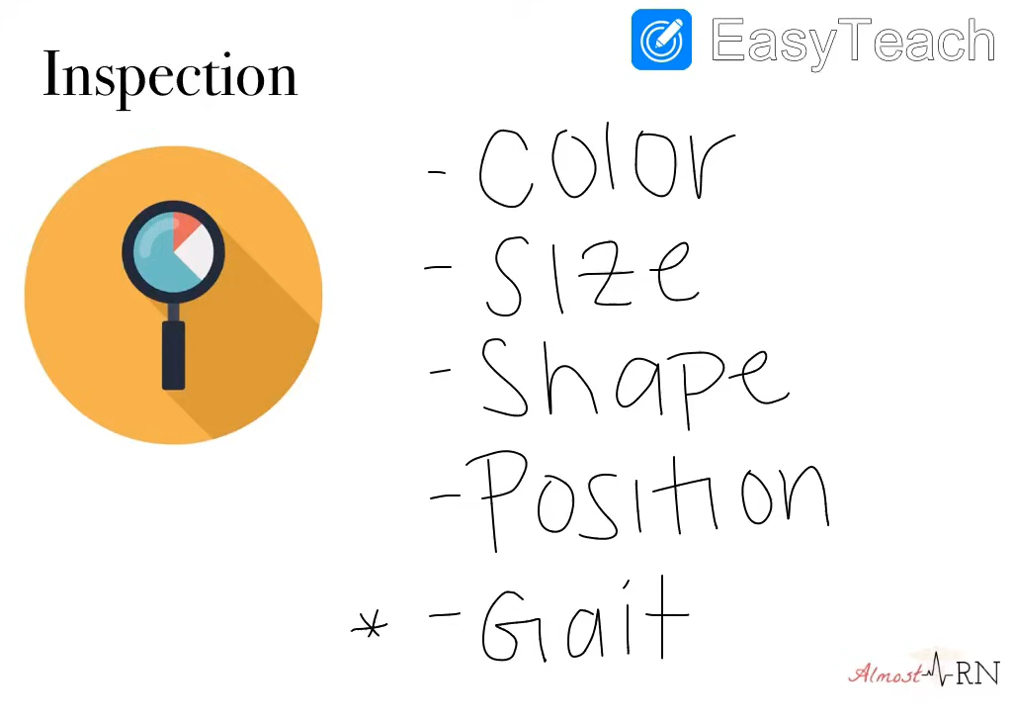 EasyTeach
Inspection
- Color
- Size
- Shape
- Position
* - Gait
Almost RN